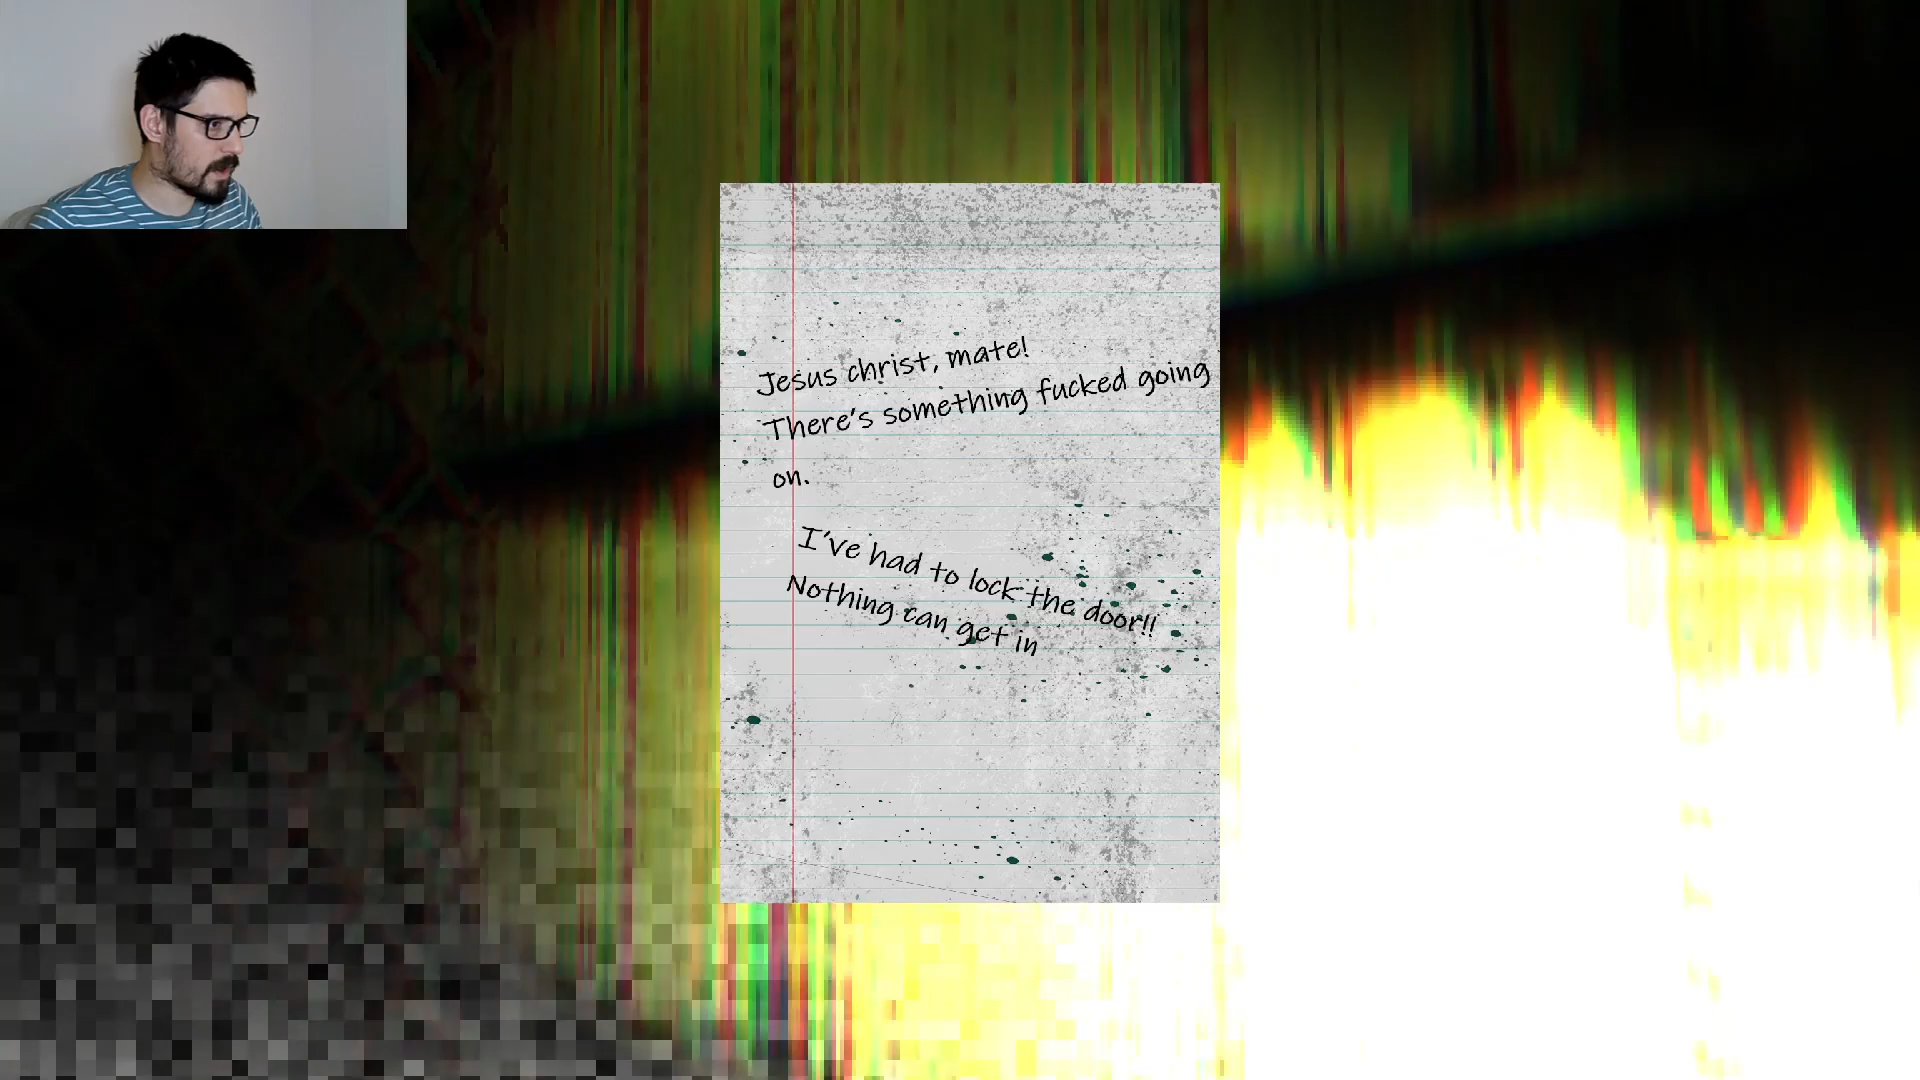 Jesus christ, mate!
There's something fucked going
on.
I've had to lock the door!!
Nothing can get in